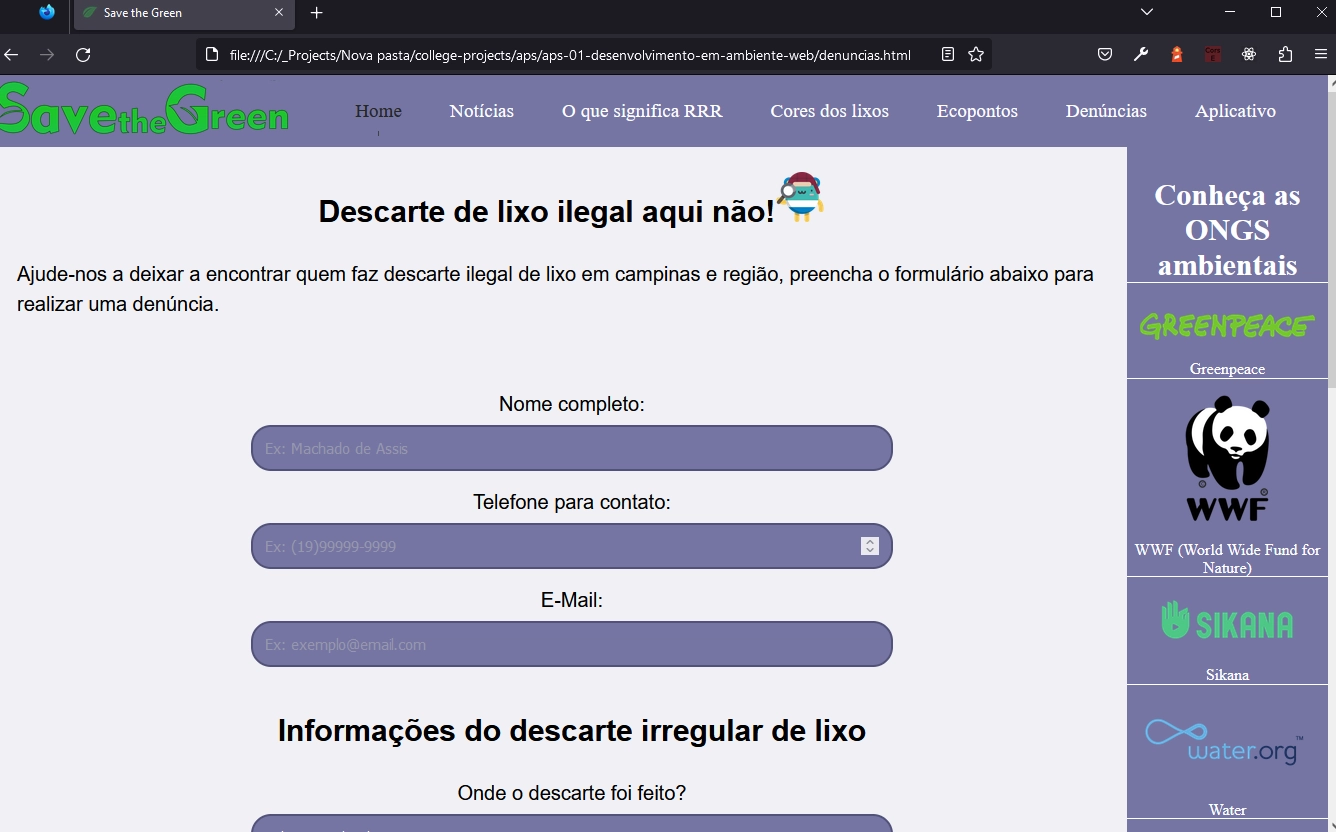 Save the Green
file:///C:/_Projects/Nova pasta/college-projects/aps/aps-01-desenvolvimento-em-ambiente-web/denuncias.html
SavetheGreen
Home Notícias O que significa RRR Cores dos lixos Ecopontos Denúncias Aplicativo
Descarte de lixo ilegal aqui não!
Ajude-nos a deixar a encontrar quem faz descarte ilegal de lixo em campinas e região, preencha o formulário abaixo para
realizar uma denúncia.
Nome completo:
Ex: Machado de Assis
Telefone para contato:
Ex: (19)99999-9999
E-Mail:
Ex: exemplo@email.com
Informações do descarte irregular de lixo
Onde o descarte foi feito?
Conheça as
ONGS
ambientais
GREENPEACE
Greenpeace
WWF
WWF (World Wide Fund for
Nature)
SIKANA
Sikana
water.org™
Water